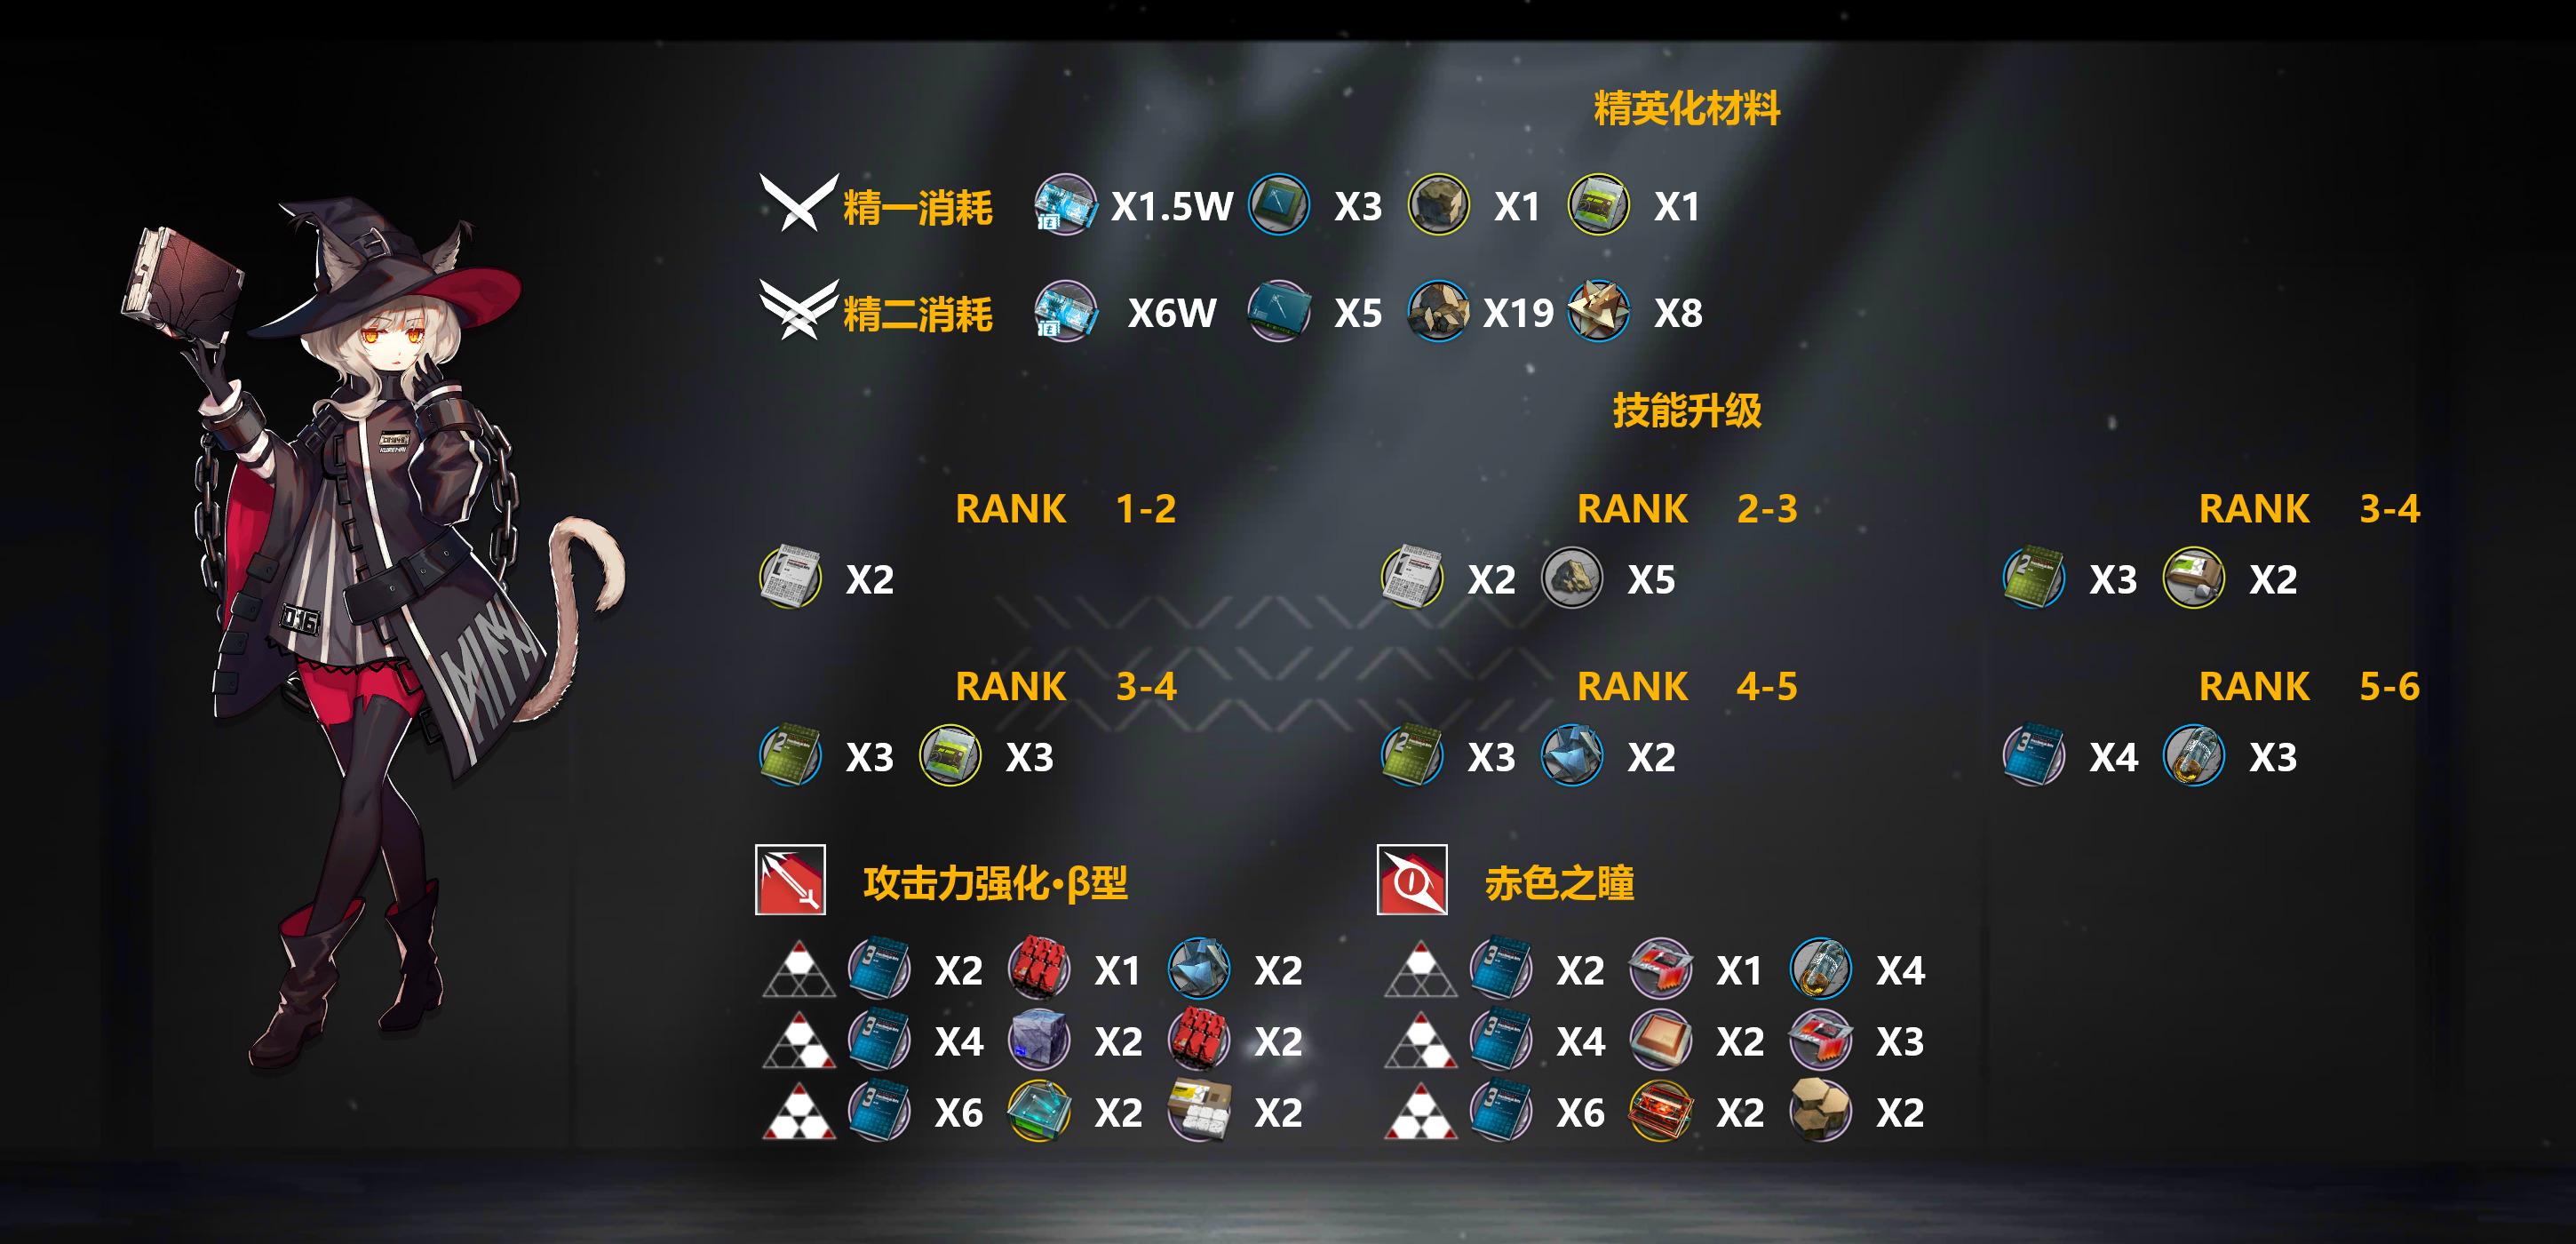 精英化材料
精一消耗 X1.5W X3 X1 X1
精二消耗 X6W X5 X19 X8
技能升级
RANK 1-2 RANK 2-3 RANK 3-4
X2 X2 X5 X3 X2
RANK 3-4 RANK 4-5 RANK 5-6
X3 X3 X3 X2 X4 X3
攻击力强化·β型 赤色之瞳
X2 X1 X2 X2 X1 X4
X4 X2 X2 X4 X2 X3
X6 X2 X2 X6 X2 X2
016